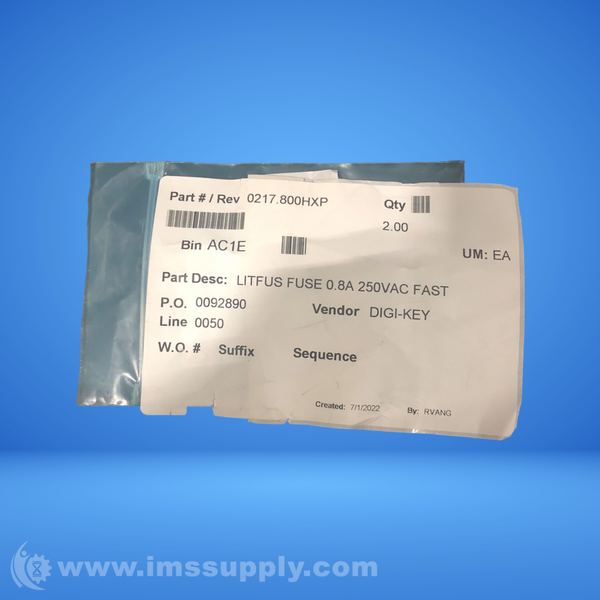 Part # / Rev 0217.800HXP Qty
2.00
Bin AC1E UM: EA
Part Desc: LITFUS FUSE 0.8A 250VAC FAST
P.O. 0092890 Vendor DIGI-KEY
Line 0050
W.O. # Suffix Sequence
Created: 7/1/2022 By: RVANG
www.imssupply.com